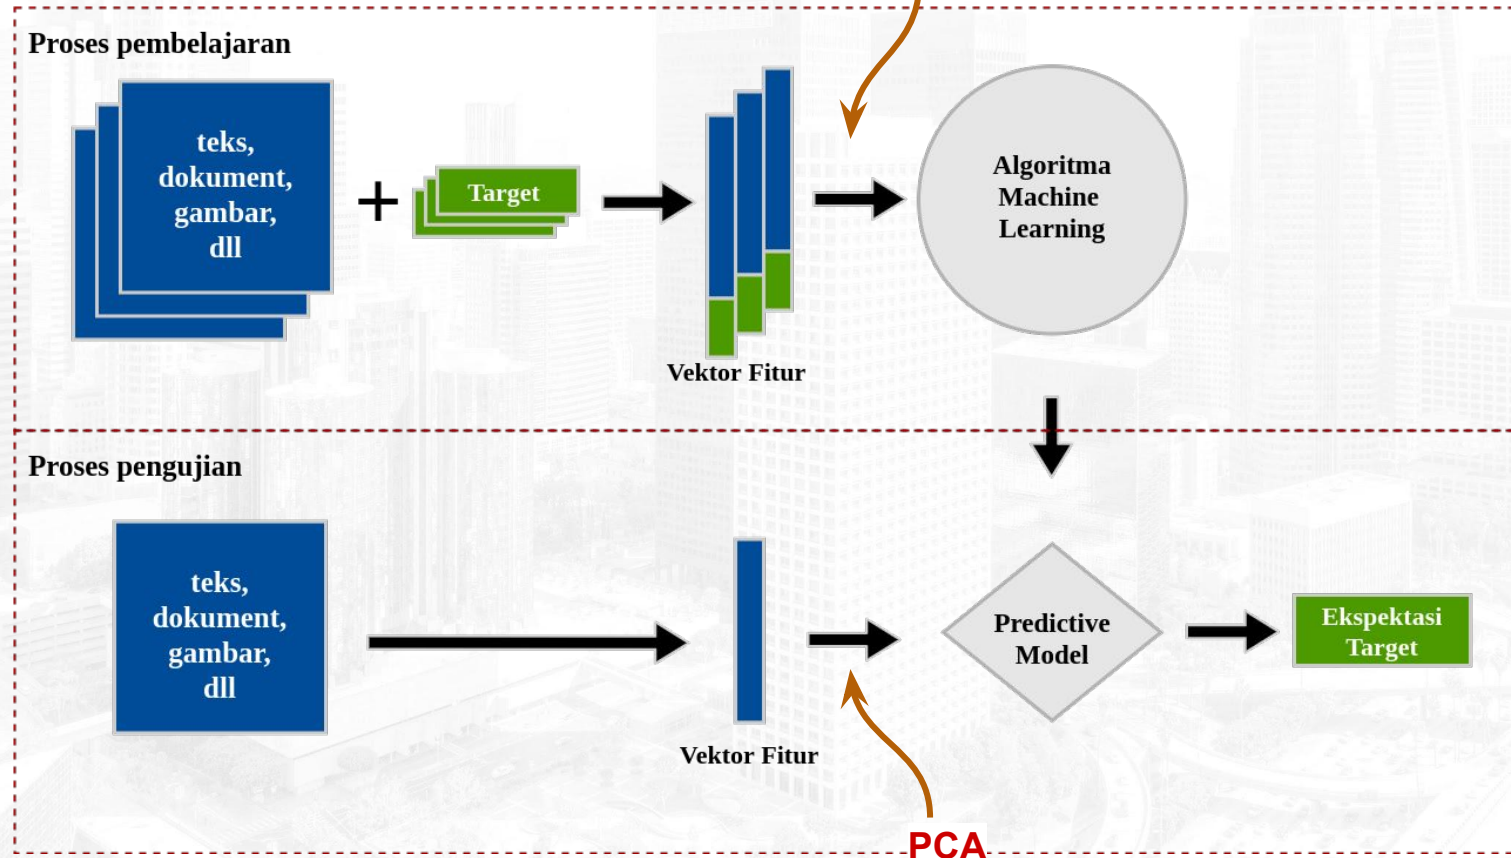 Proses pembelajaran
teks,
dokument,
gambar,
dll
+
Target
Vektor Fitur
Algoritma
Machine
Learning
Proses pengujian
teks,
dokument,
gambar,
dll
Vektor Fitur
Predictive
Model
Ekspektasi
Target
PCA